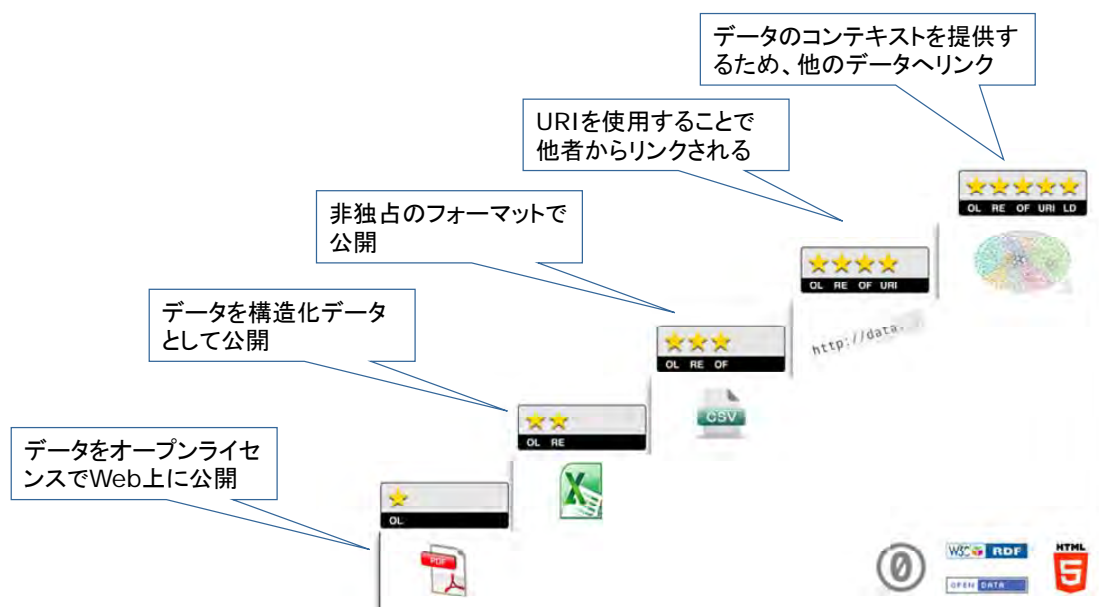 データのコンテキストを提供す
るため、他のデータへリンク
URIを使用することで
他者からリンクされる
OL RE OF URI LD
非独占のフォーマットで
公開
OL RE OF URI
データを構造化データ
として公開
http://data.
OL RE OF
CSV
OL RE
データをオープンライセ
ンスでWeb上に公開
OL
PDF
W3C RDF
HTML
5
OPEN DATA
0